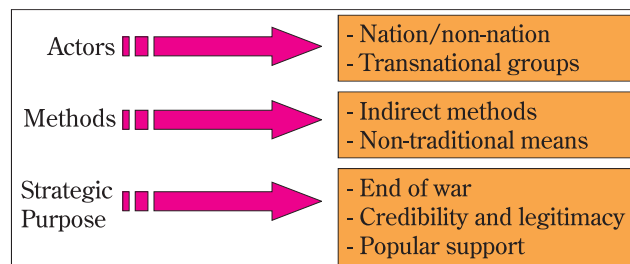 Actors
- Nation/non-nation
- Transnational groups
Methods
- Indirect methods
- Non-traditional means
Strategic
Purpose
- End of war
- Credibility and legitimacy
- Popular support